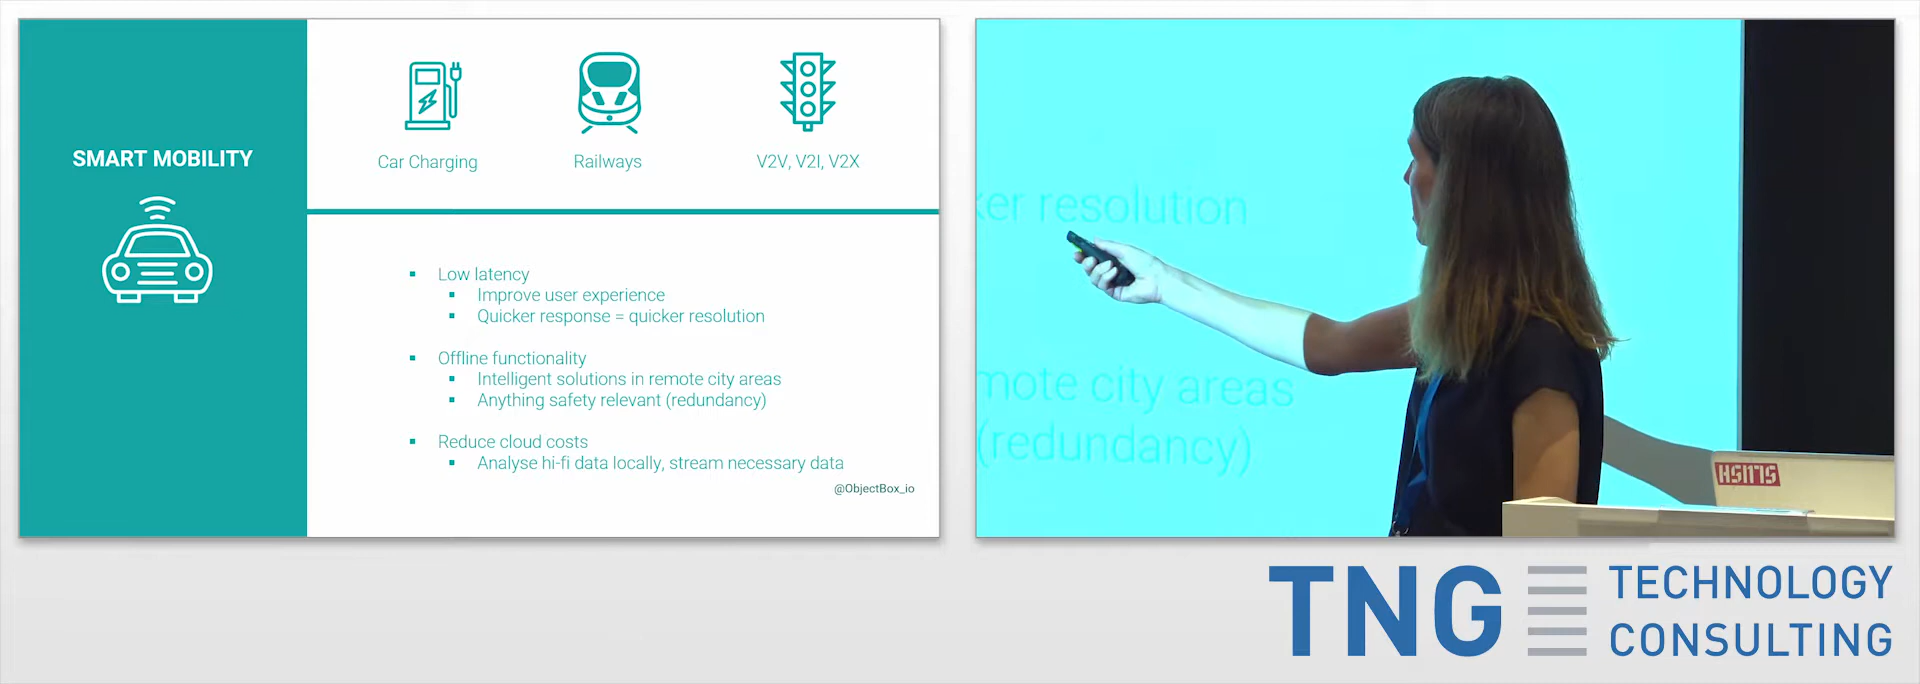 SMART MOBILITY
Car Charging
Railways
V2V, V2I, V2X
▪ Low latency
▪ Improve user experience
▪ Quicker response = quicker resolution
▪ Offline functionality
▪ Intelligent solutions in remote city areas
▪ Anything safety relevant (redundancy)
▪ Reduce cloud costs
▪ Analyse hi-fi data locally, stream necessary data
@ObjectBox_io
ker resolution
mote city areas
(redundancy)
TNG TECHNOLOGY
CONSULTING